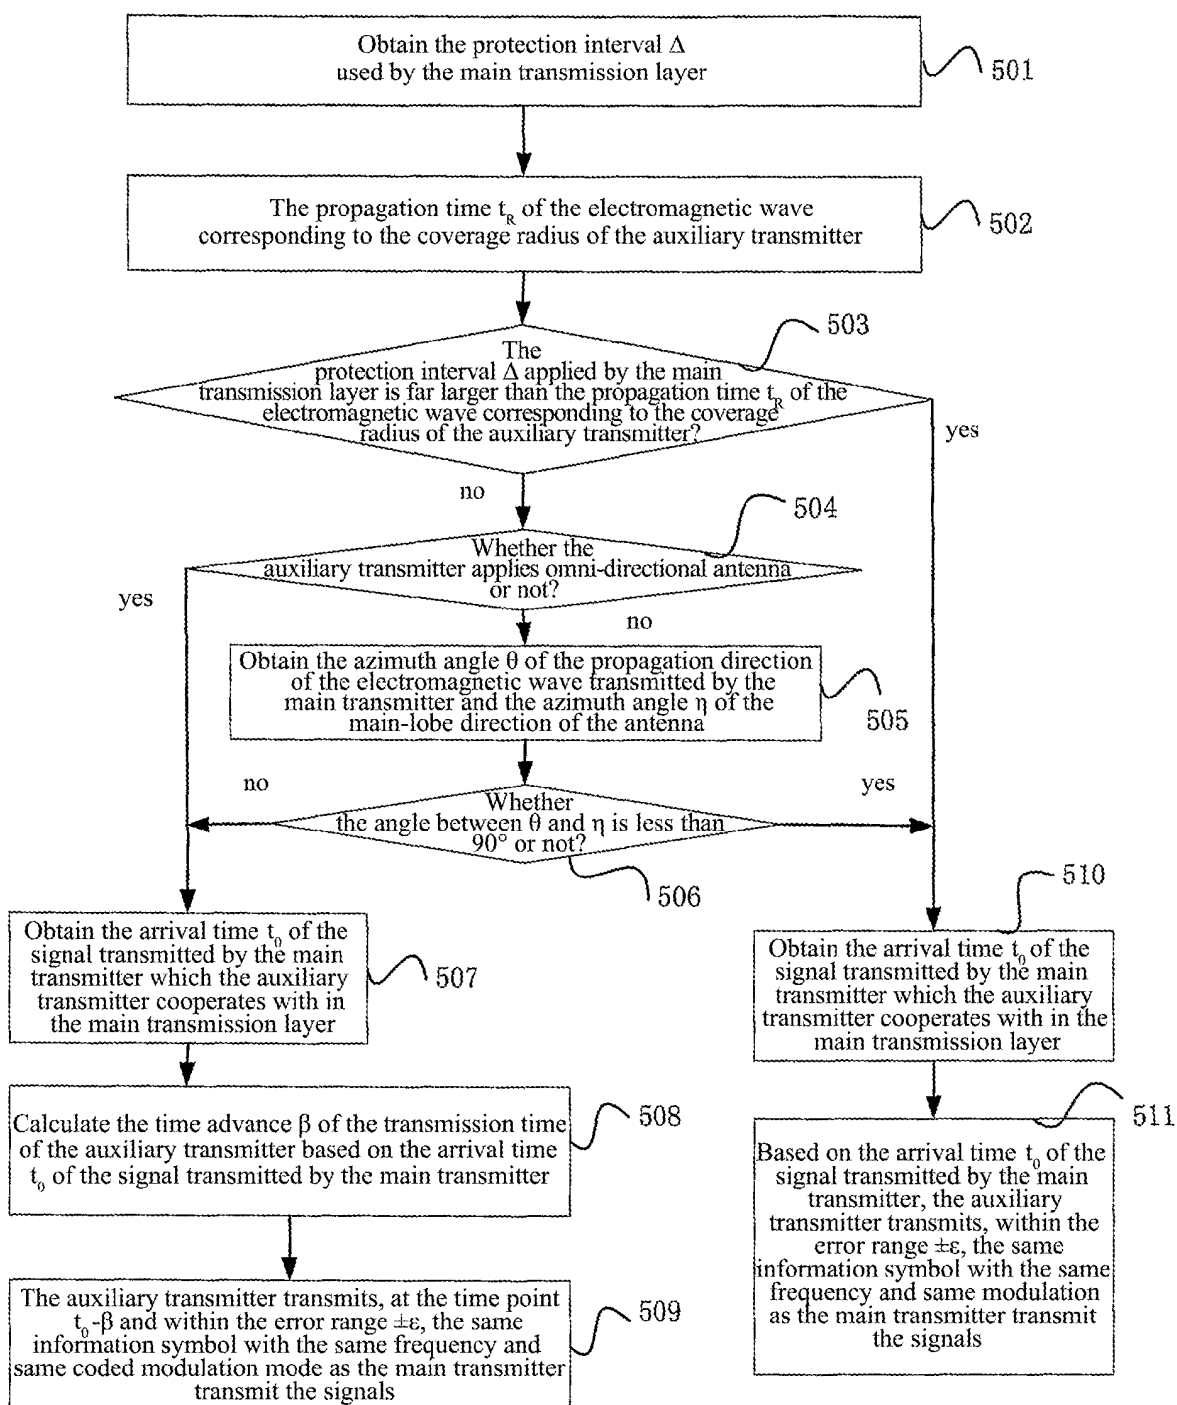 Obtain the protection interval Δ
used by the main transmission layer
501
The propagation time tR of the electromagnetic wave
corresponding to the coverage radius of the auxiliary transmitter
502
503
The
protection interval Δ applied by the main
transmission layer is far larger than the propagation time tR of the
electromagnetic wave corresponding to the coverage
radius of the auxiliary transmitter?
yes
no
504
Whether the
auxiliary transmitter applies omni-directional antenna
or not?
yes
no
Obtain the azimuth angle θ of the propagation direction
of the electromagnetic wave transmitted by the
main transmitter and the azimuth angle η of the
main-lobe direction of the antenna
505
no
yes
Whether
the angle between θ and η is less than
90° or not?
506
Obtain the arrival time t0 of the
signal transmitted by the main
transmitter which the auxiliary
transmitter cooperates with in
the main transmission layer
507
510
Obtain the arrival time t0 of the
signal transmitted by the main
transmitter which the auxiliary
transmitter cooperates with in the
main transmission layer
Calculate the time advance β of the transmission time
of the auxiliary transmitter based on the arrival time
t0 of the signal transmitted by the main transmitter
508
511
Based on the arrival time t0 of the
signal transmitted by the main
transmitter, the auxiliary
transmitter transmits, within the
error range ±ε, the same
information symbol with the same
frequency and same modulation
as the main transmitter transmit
the signals
The auxiliary transmitter transmits, at the time point
t0-β and within the error range ±ε, the same
information symbol with the same frequency and
same coded modulation mode as the main transmitter
transmit the signals
509